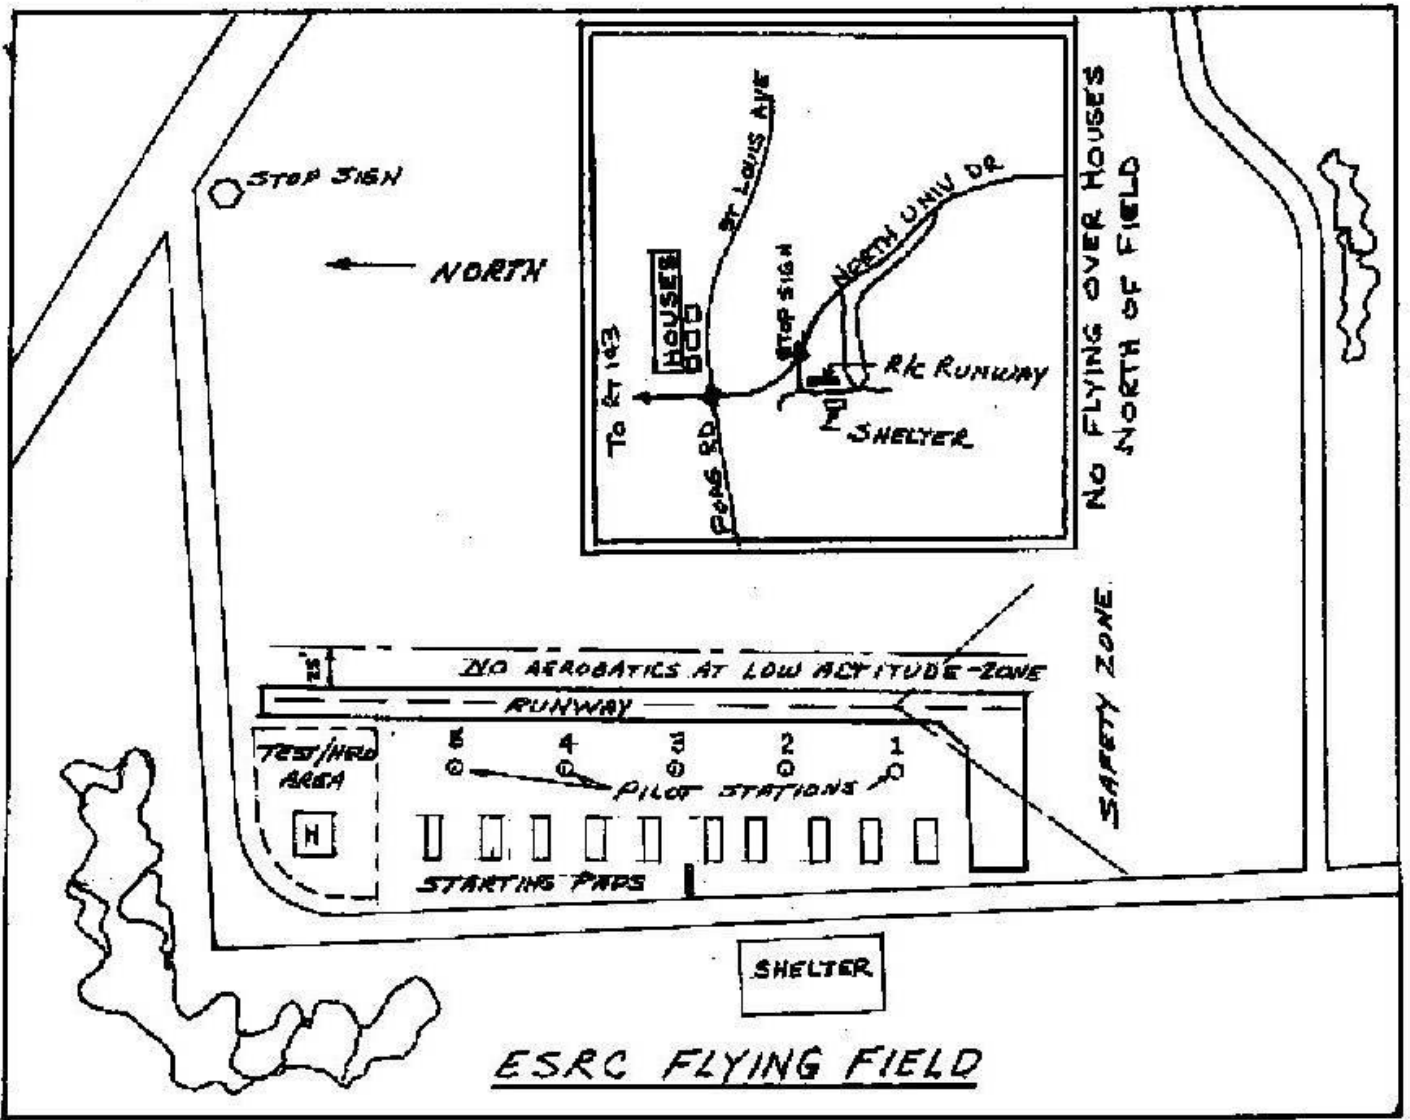 STOP SIGN
NORTH
ST LOUIS AVE
NORTH UNIV DR
STOP SIGN
HOUSES
TO RT 143
R/C RUNWAY
SHELTER
POAG RD
NO FLYING OVER HOUSES
NORTH OF FIELD
SAFETY ZONE
25'
NO AEROBATICS AT LOW ALTITUDE-ZONE
RUNWAY
TEST/HELO
AREA
H
5 4 3 2 1
PILOT STATIONS
STARTING PADS
SHELTER
ESRC FLYING FIELD